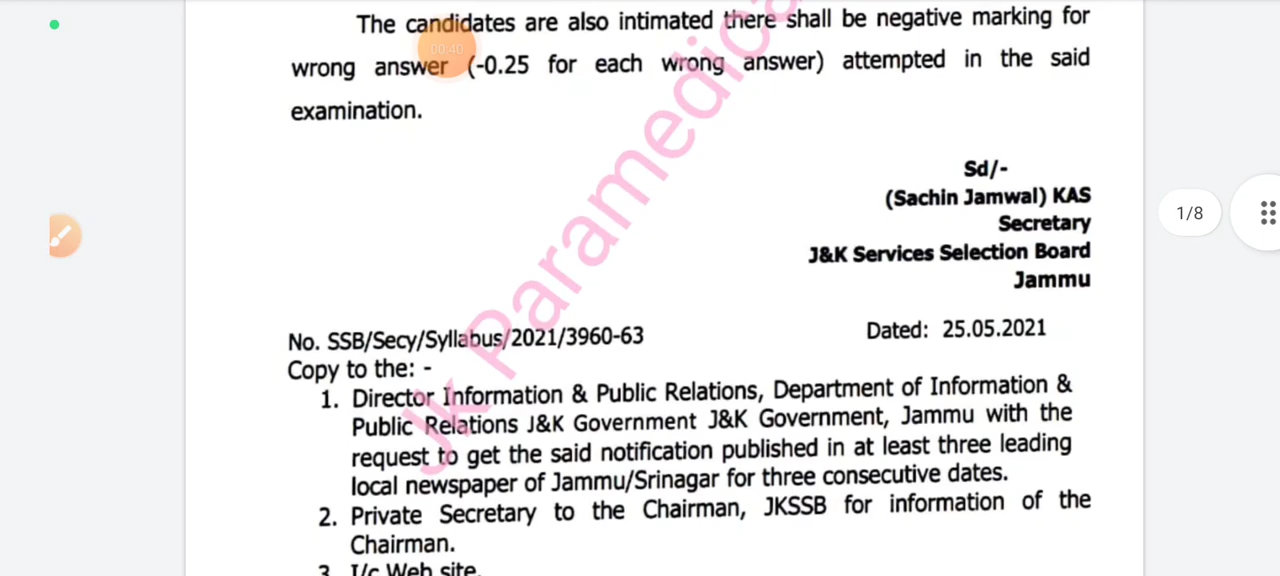 The candidates are also intimated there shall be negative marking for
wrong answer (-0.25 for each wrong answer) attempted in the said
examination.
00:40
Sd/-
(Sachin Jamwal) KAS
Secretary
J&K Services Selection Board
Jammu
1/8
No. SSB/Secy/Syllabus/2021/3960-63 Dated: 25.05.2021
Copy to the: -
1. Director Information & Public Relations, Department of Information &
Public Relations J&K Government J&K Government, Jammu with the
request to get the said notification published in at least three leading
local newspaper of Jammu/Srinagar for three consecutive dates.
2. Private Secretary to the Chairman, JKSSB for information of the
Chairman.
3. I/c Web site.
Jk Paramedica